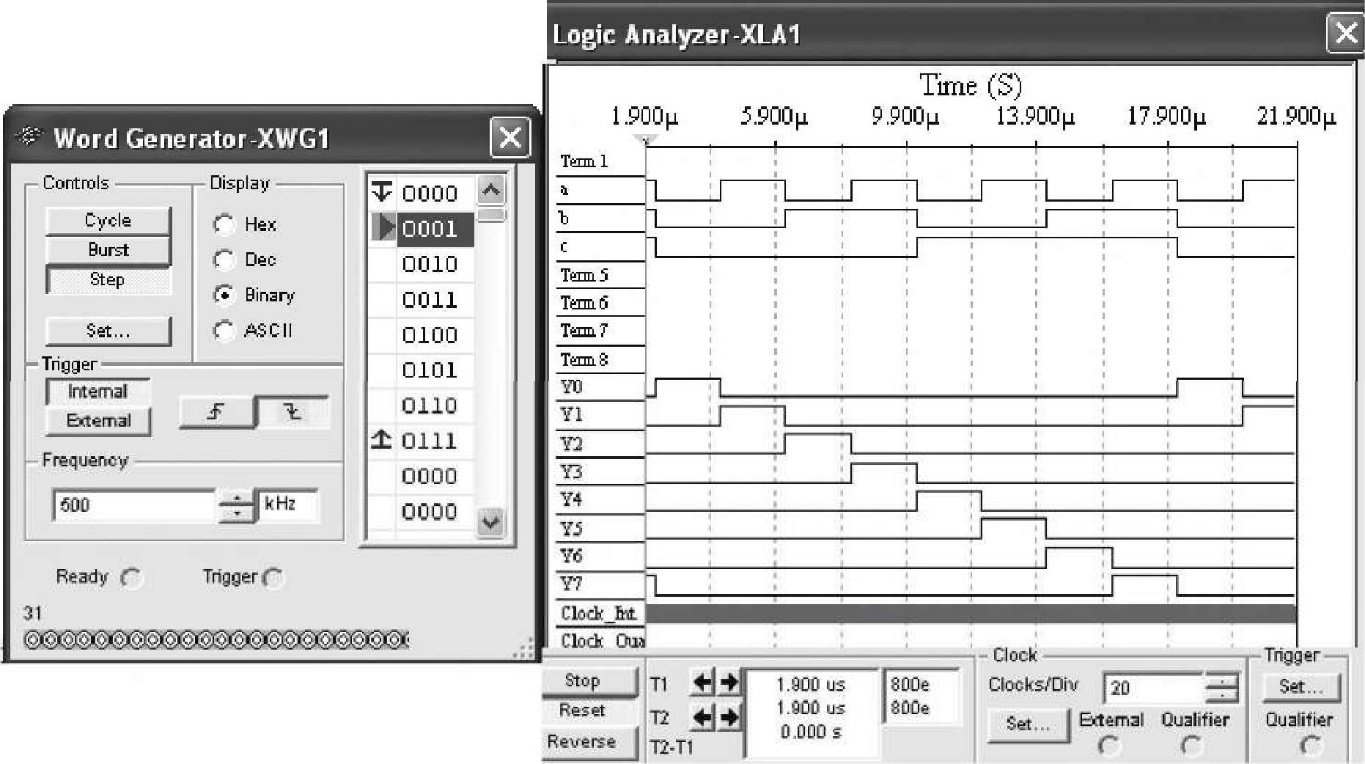 Word Generator-XWG1
Controls
Cycle
Burst
Step
Set...
Display
Hex
Dec
Binary
ASCII
Trigger
Internal
External
Frequency
500
kHz
0000
0001
0010
0011
0100
0101
0110
0111
0000
0000
Ready
Trigger
31
Logic Analyzer-XLA1
Time (S)
1.900µ 5.900µ 9.900µ 13.900µ 17.900µ 21.900µ
Term 1
a
b
c
Term 5
Term 6
Term 7
Term 8
Y0
Y1
Y2
Y3
Y4
Y5
Y6
Y7
Clock_Int.
Clock Qua
Stop
Reset
Reverse
T1
T2
T2-T1
1.900 us
1.900 us
0.000 s
800e
800e
Clock
Clocks/Div 20
Set... External Qualifier
Trigger
Set...
Qualifier